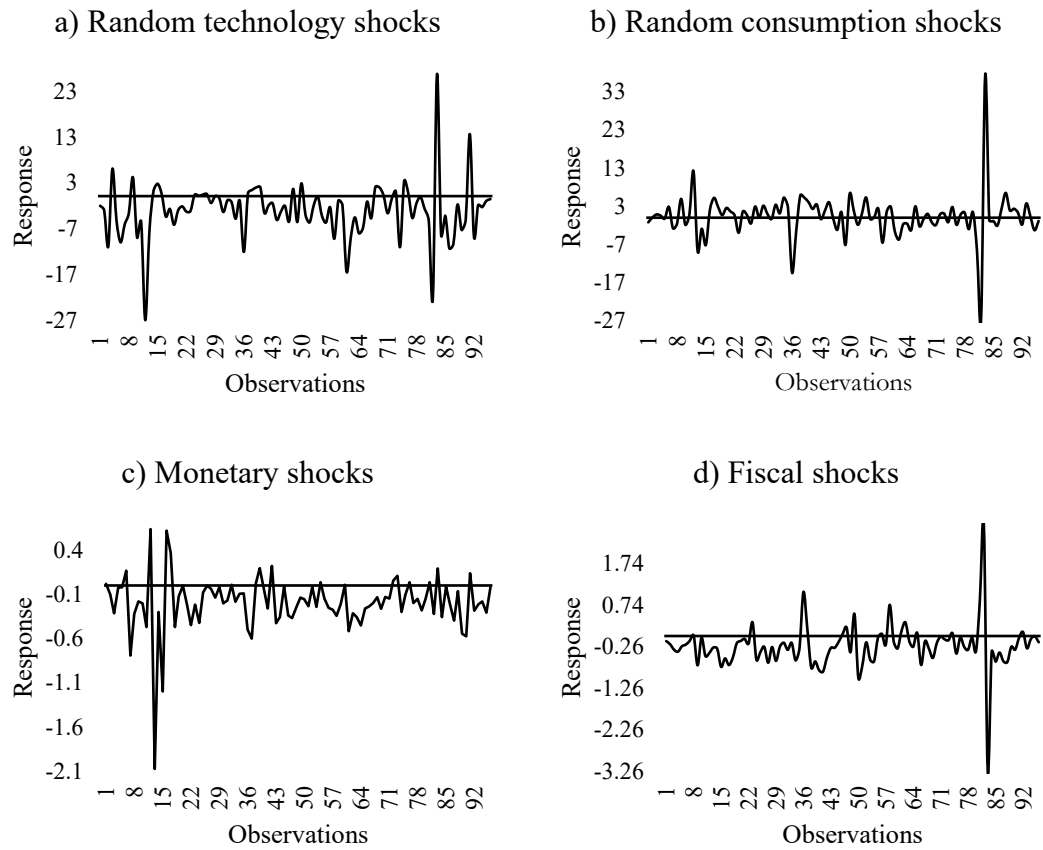 a) Random technology shocks
Response
23
13
3
-7
-17
-27
1 8 15 22 29 36 43 50 57 64 71 78 85 92
Observations
b) Random consumption shocks
Response
33
23
13
3
-7
-17
-27
1 8 15 22 29 36 43 50 57 64 71 78 85 92
Observations
c) Monetary shocks
Response
0.4
-0.1
-0.6
-1.1
-1.6
-2.1
1 8 15 22 29 36 43 50 57 64 71 78 85 92
Observations
d) Fiscal shocks
Response
1.74
0.74
-0.26
-1.26
-2.26
-3.26
1 8 15 22 29 36 43 50 57 64 71 78 85 92
Observations